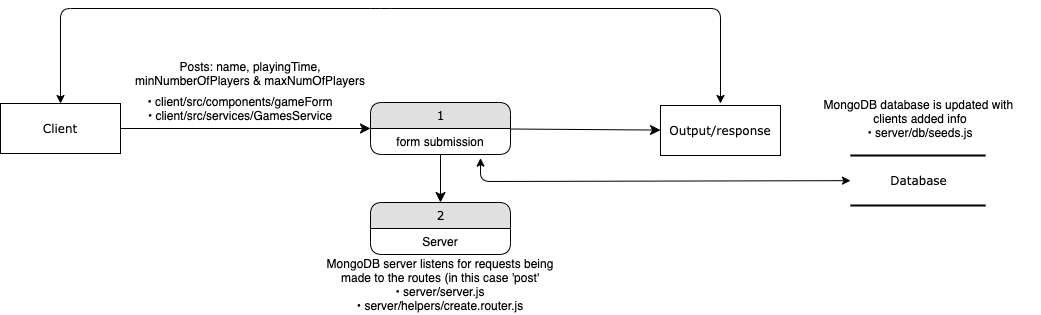 Posts: name, playingTime,
minNumberOfPlayers & maxNumOfPlayers
• client/src/components/gameForm
• client/src/services/GamesService
Client
1
form submission
Output/response
MongoDB database is updated with
clients added info
• server/db/seeds.js
Database
2
Server
MongoDB server listens for requests being
made to the routes (in this case 'post'
• server/server.js
• server/helpers/create.router.js